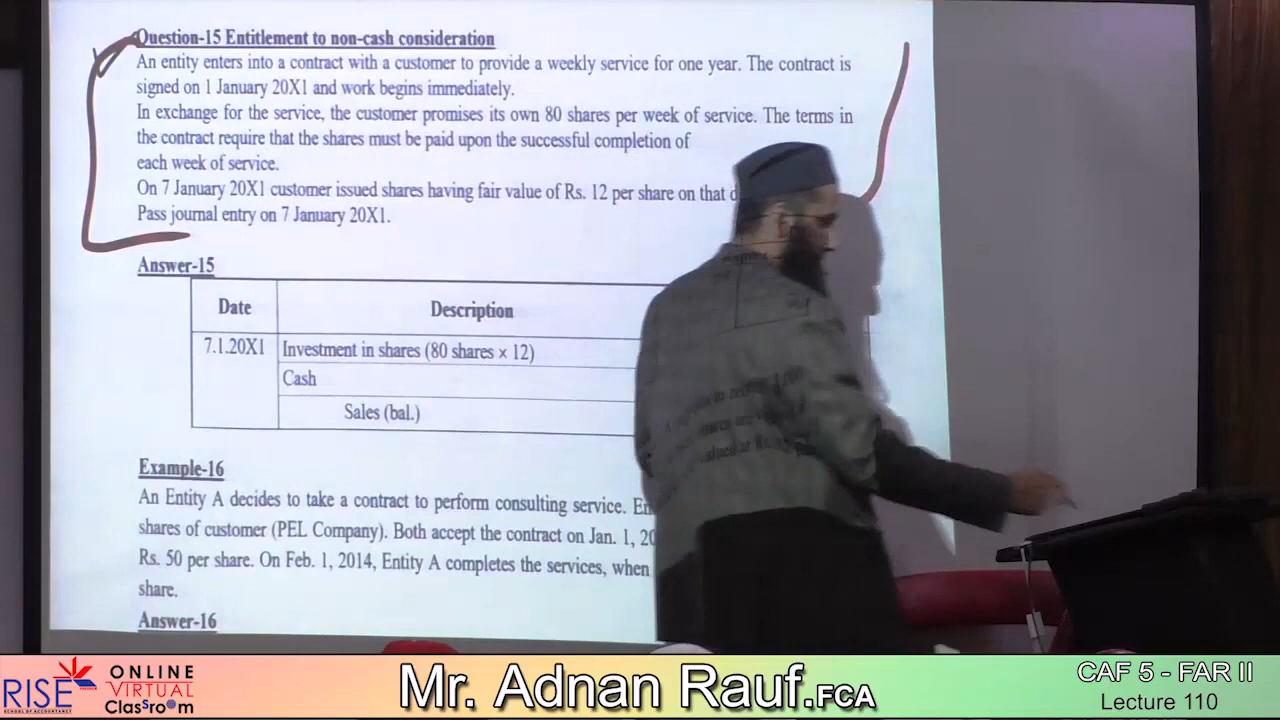 Question-15 Entitlement to non-cash consideration
An entity enters into a contract with a customer to provide a weekly service for one year. The contract is
signed on 1 January 20X1 and work begins immediately.
In exchange for the service, the customer promises its own 80 shares per week of service. The terms in
the contract require that the shares must be paid upon the successful completion of
each week of service.
On 7 January 20X1 customer issued shares having fair value of Rs. 12 per share on that
Pass journal entry on 7 January 20X1.
Answer-15
Date Description
7.1.20X1 Investment in shares (80 shares × 12)
Cash
Sales (bal.)
Example-16
An Entity A decides to take a contract to perform consulting service.
shares of customer (PEL Company). Both accept the contract on Jan. 1,
Rs. 50 per share. On Feb. 1, 2014, Entity A completes the services, when
share.
Answer-16
RISE
SCHOOL OF ACCOUNTANCY
ONLINE
VIRTUAL
Classroom
Mr. Adnan Rauf.FCA
CAF 5 - FAR II
Lecture 110